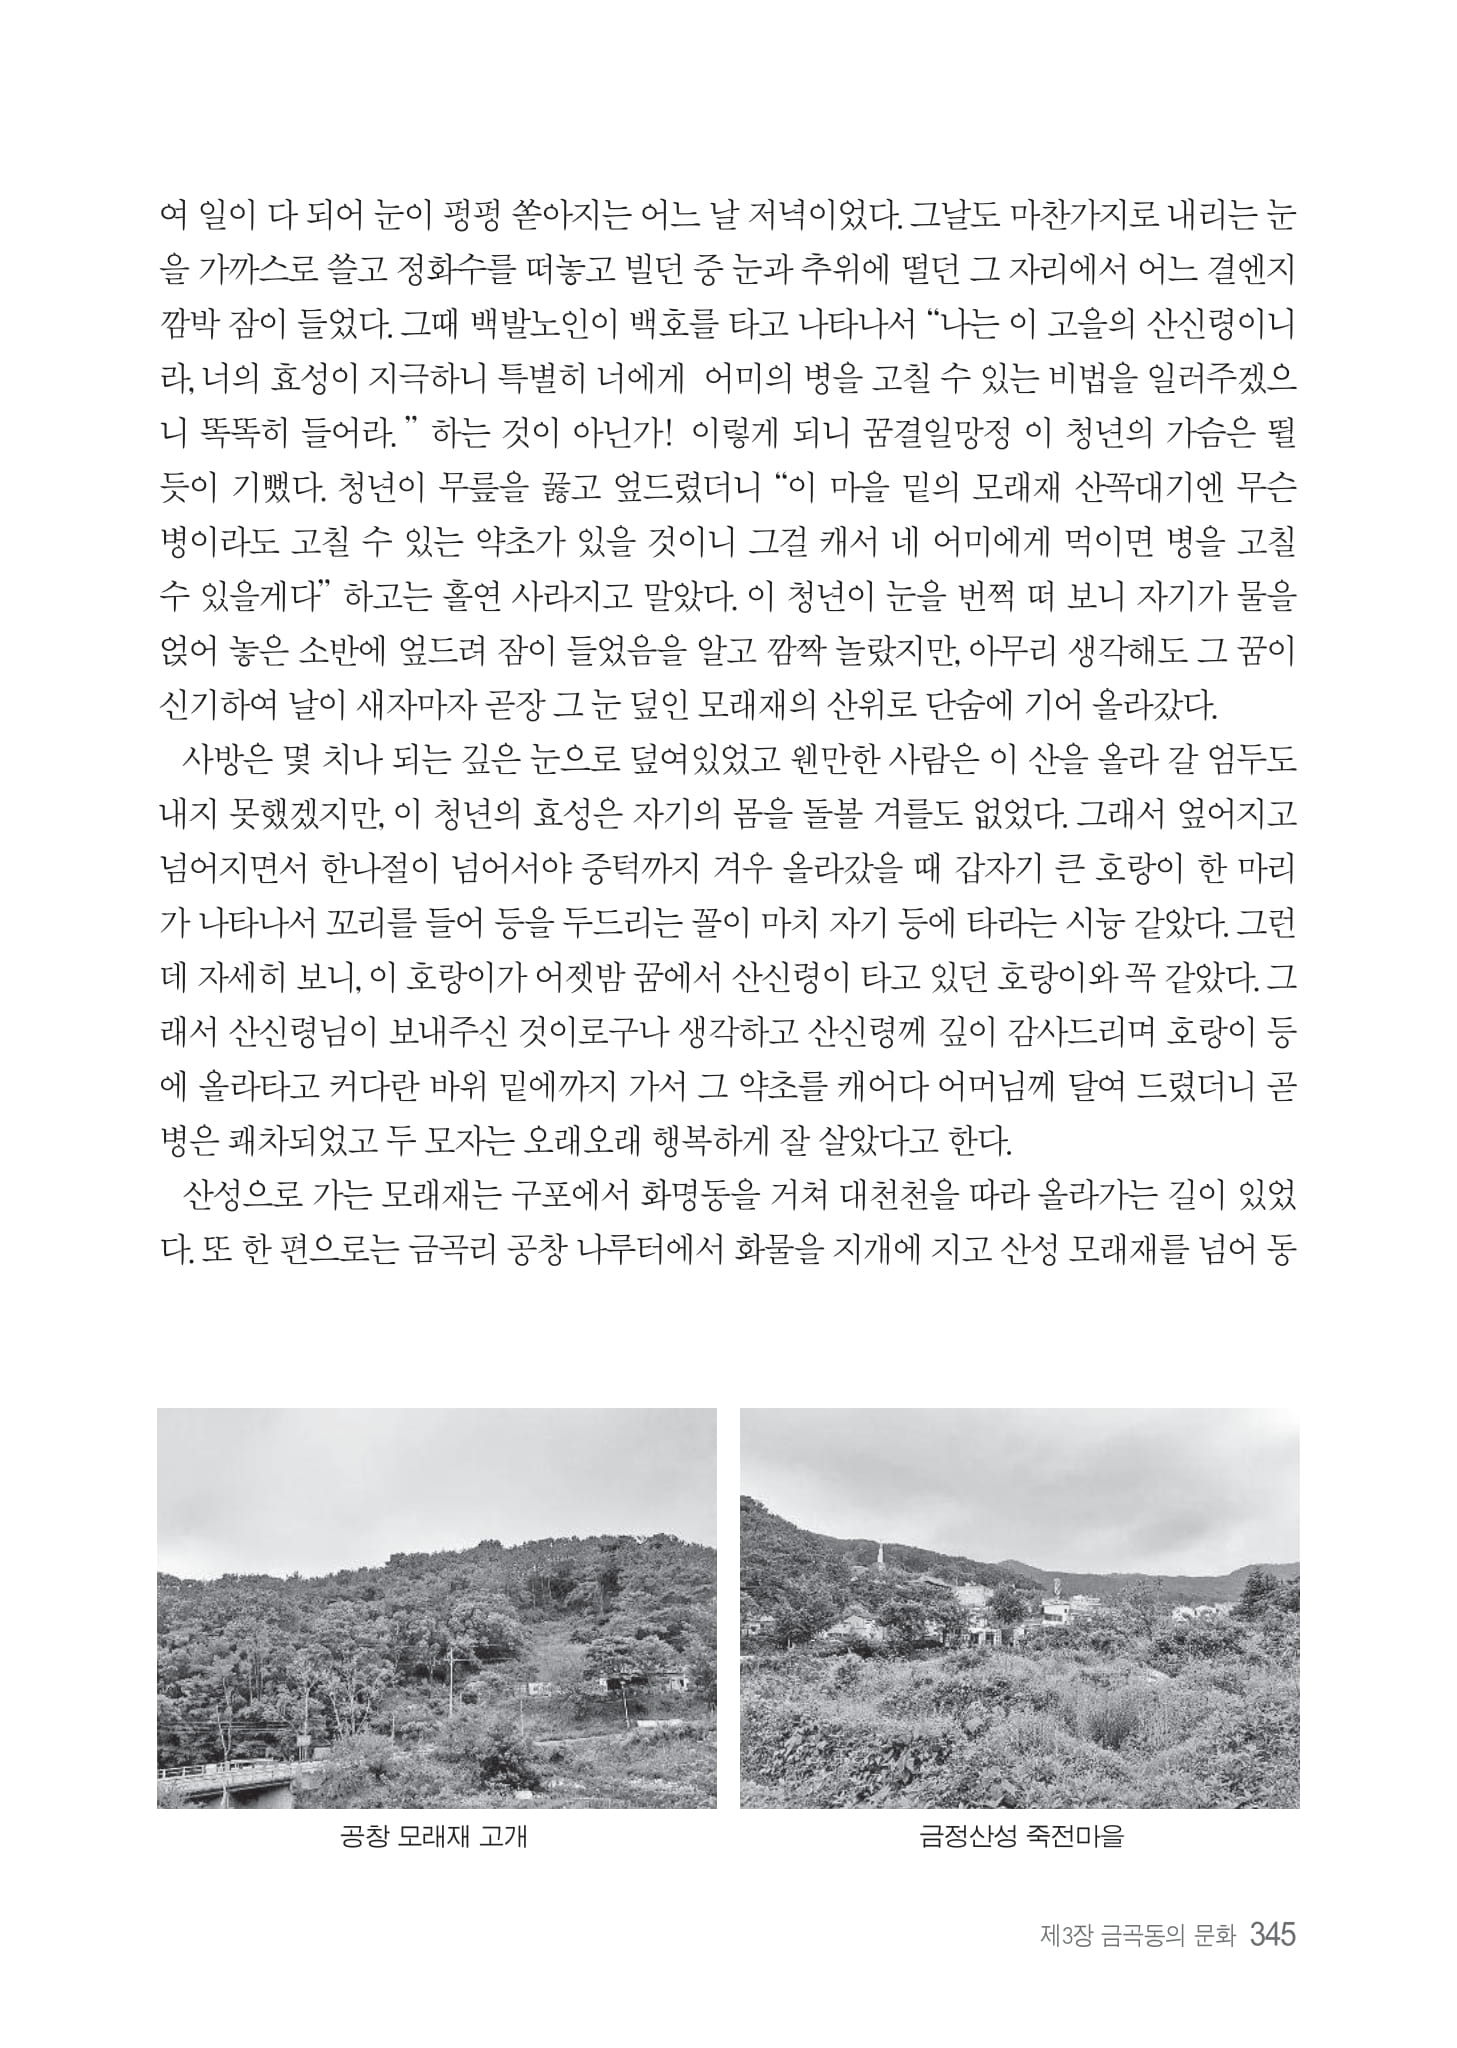 여 일이 다 되어 눈이 펑펑 쏟아지는 어느 날 저녁이었다. 그날도 마찬가지로 내리는 눈
을 가까스로 쓸고 정화수를 떠놓고 빌던 중 눈과 추위에 떨던 그 자리에서 어느 결엔지
깜박 잠이 들었다. 그때 백발노인이 백호를 타고 나타나서 “나는 이 고을의 산신령이니
라, 너의 효성이 지극하니 특별히 너에게 어미의 병을 고칠 수 있는 비법을 일러주겠으
니 똑똑히 들어라. ” 하는 것이 아닌가! 이렇게 되니 꿈결일망정 이 청년의 가슴은 뛸
듯이 기뻤다. 청년이 무릎을 꿇고 엎드렸더니 “이 마을 밑의 모래재 산꼭대기엔 무슨
병이라도 고칠 수 있는 약초가 있을 것이니 그걸 캐서 네 어미에게 먹이면 병을 고칠
수 있을게다” 하고는 홀연 사라지고 말았다. 이 청년이 눈을 번쩍 떠 보니 자기가 물을
얹어 놓은 소반에 엎드려 잠이 들었음을 알고 깜짝 놀랐지만, 아무리 생각해도 그 꿈이
신기하여 날이 새자마자 곧장 그 눈 덮인 모래재의 산위로 단숨에 기어 올라갔다.
사방은 몇 치나 되는 깊은 눈으로 덮여있었고 웬만한 사람은 이 산을 올라 갈 엄두도
내지 못했겠지만, 이 청년의 효성은 자기의 몸을 돌볼 겨를도 없었다. 그래서 엎어지고
넘어지면서 한나절이 넘어서야 중턱까지 겨우 올라갔을 때 갑자기 큰 호랑이 한 마리
가 나타나서 꼬리를 들어 등을 두드리는 꼴이 마치 자기 등에 타라는 시늉 같았다. 그런
데 자세히 보니, 이 호랑이가 어젯밤 꿈에서 산신령이 타고 있던 호랑이와 꼭 같았다. 그
래서 산신령님이 보내주신 것이로구나 생각하고 산신령께 깊이 감사드리며 호랑이 등
에 올라타고 커다란 바위 밑에까지 가서 그 약초를 캐어다 어머님께 달여 드렸더니 곧
병은 쾌차되었고 두 모자는 오래오래 행복하게 잘 살았다고 한다.
산성으로 가는 모래재는 구포에서 화명동을 거쳐 대천천을 따라 올라가는 길이 있었
다. 또 한 편으로는 금곡리 공창 나루터에서 화물을 지개에 지고 산성 모래재를 넘어 동
공창 모래재 고개
금정산성 죽전마을
제3장 금곡동의 문화 345